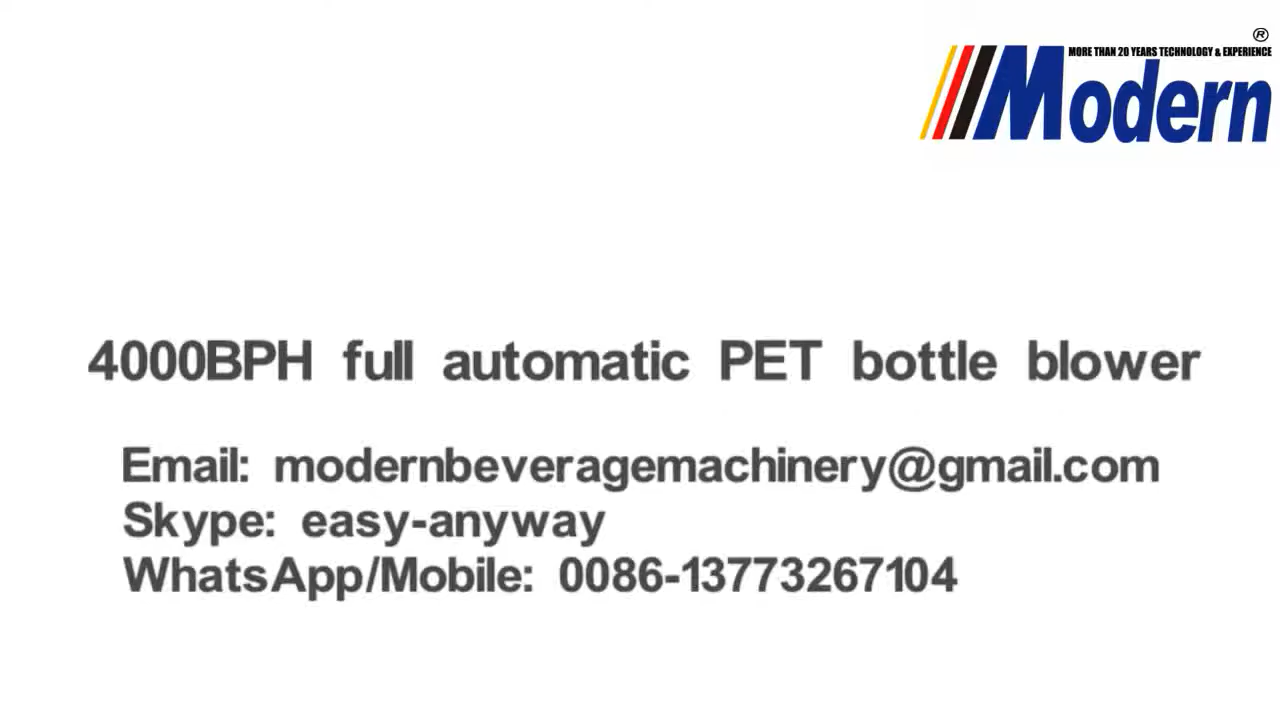 ®
MORE THAN 20 YEARS TECHNOLOGY & EXPERIENCE
Modern
4000BPH full automatic PET bottle blower
Email: modernbeveragemachinery@gmail.com
Skype: easy-anyway
WhatsApp/Mobile: 0086-13773267104